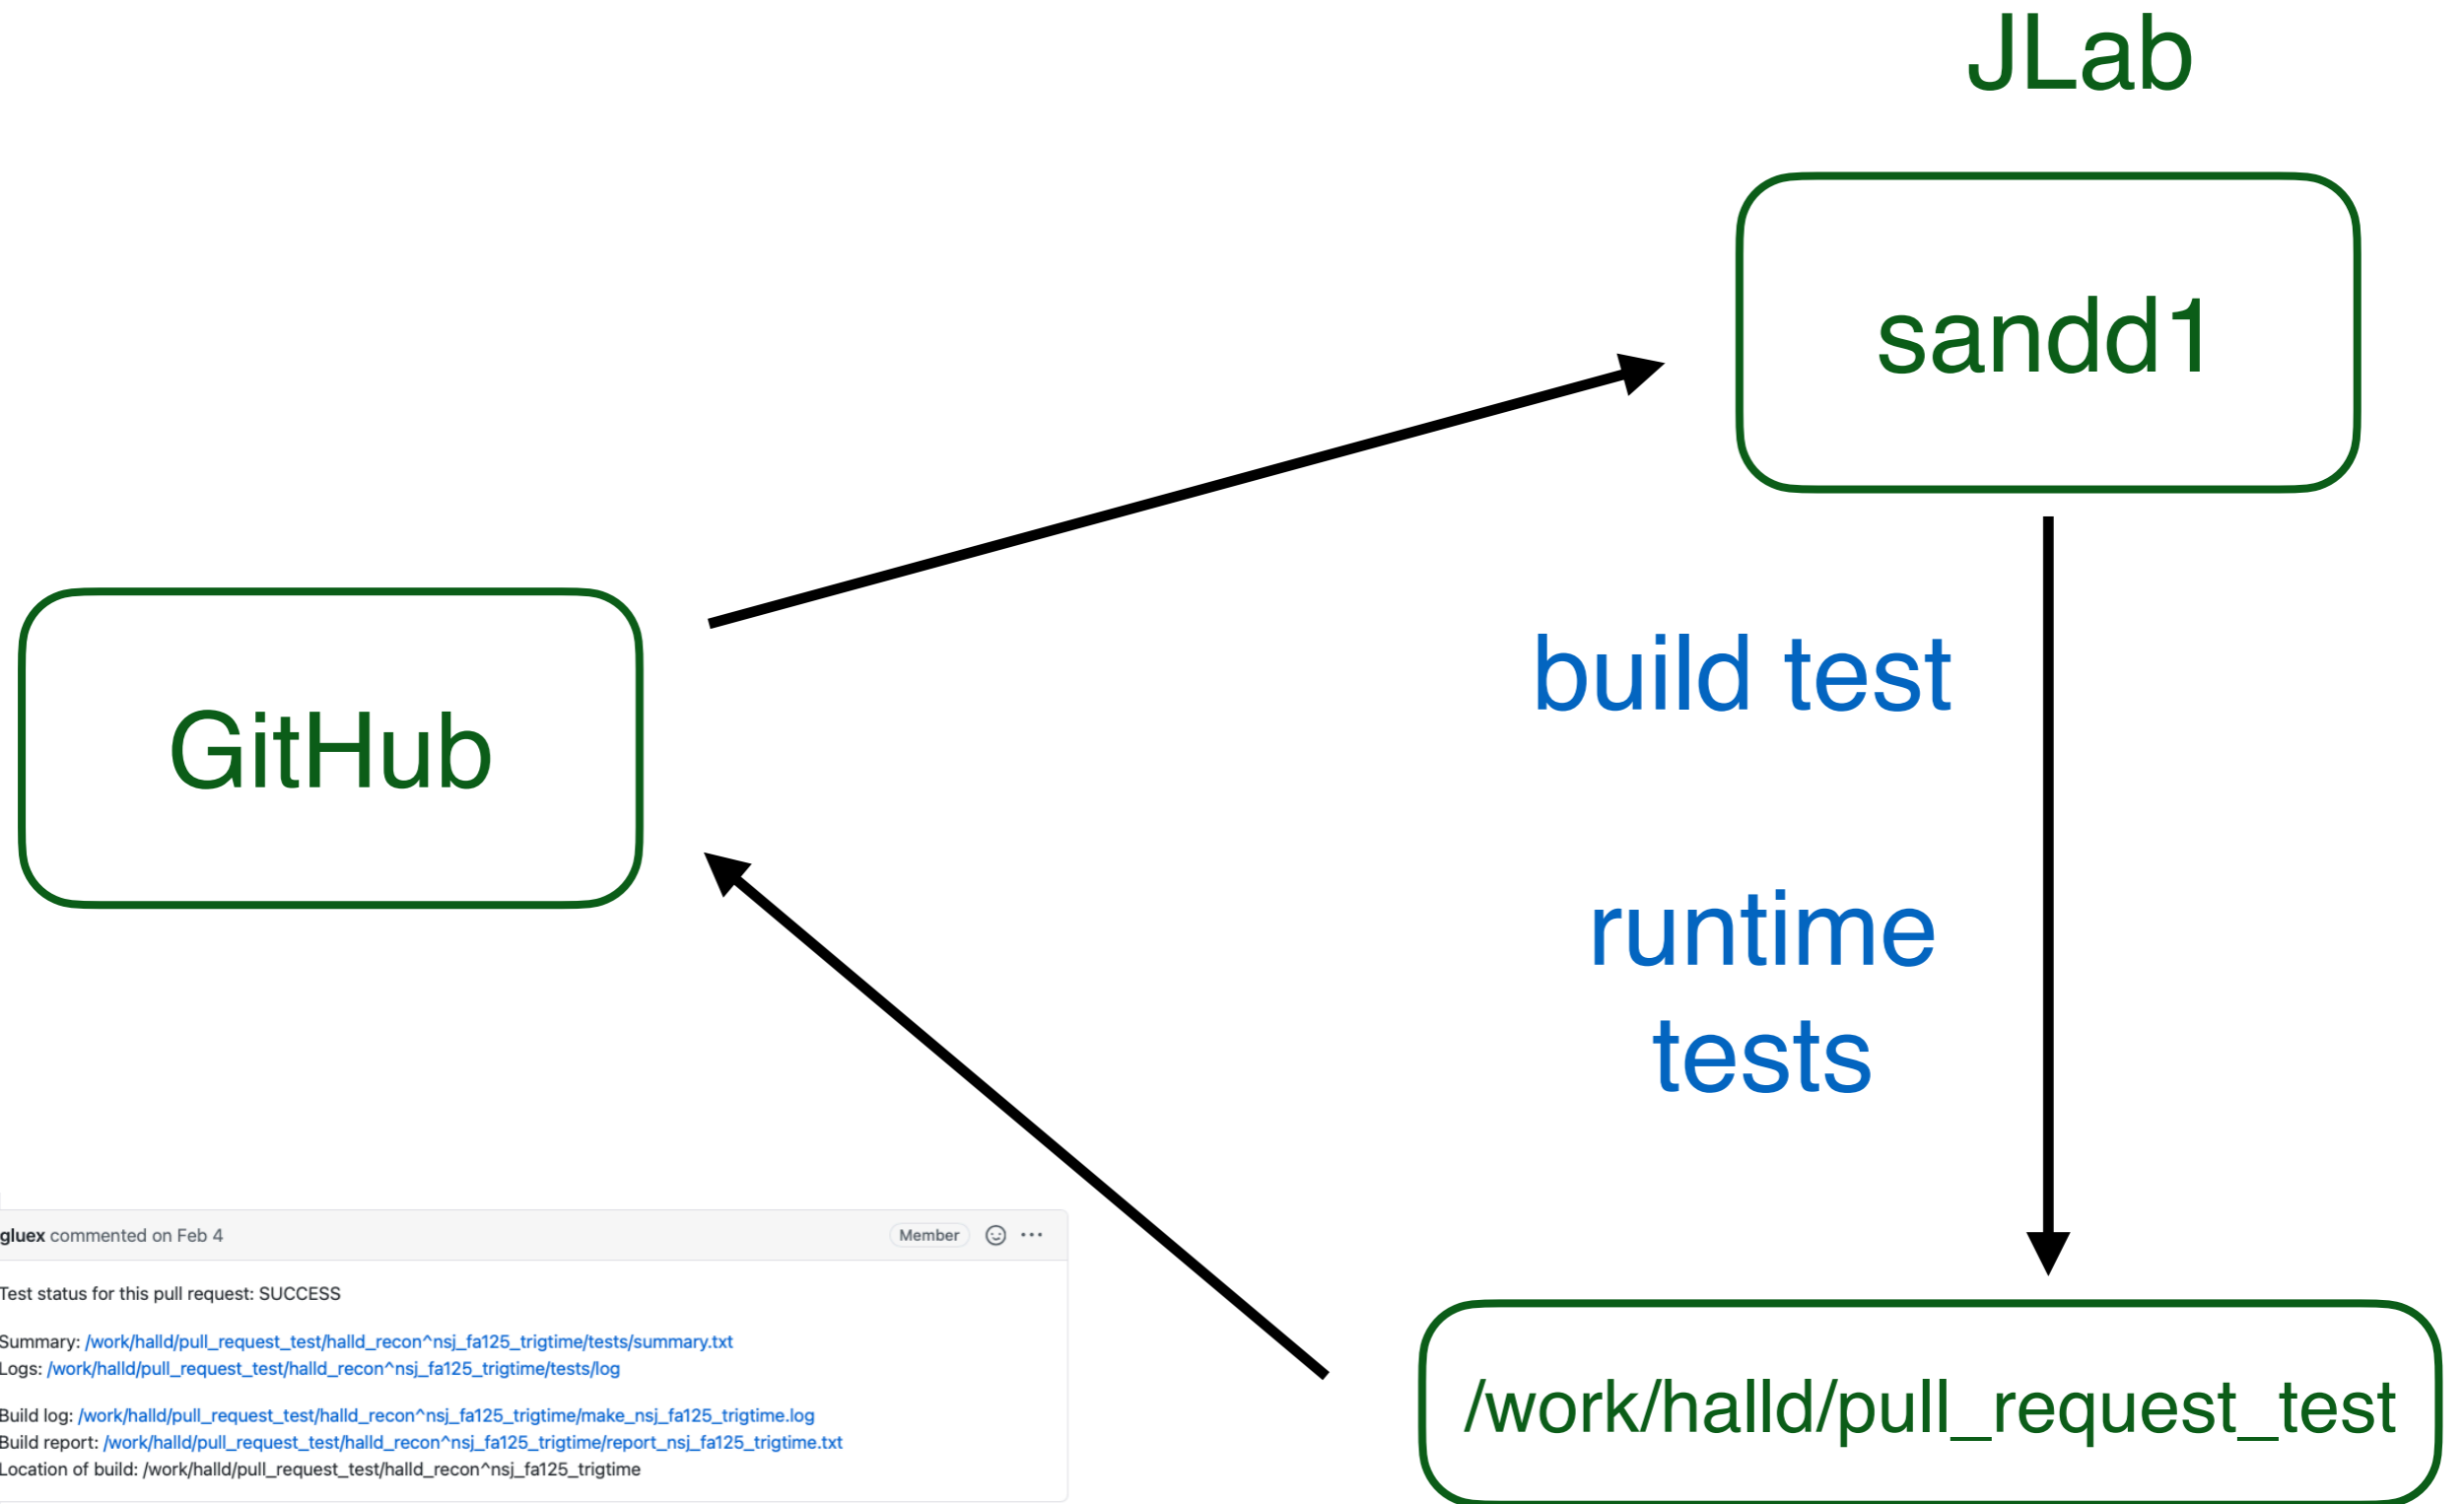 JLab
sandd1
GitHub
build test
runtime
tests
gluex commented on Feb 4
Member
Test status for this pull request: SUCCESS
Summary: /work/halld/pull_request_test/halld_recon^nsj_fa125_trigtime/tests/summary.txt
Logs: /work/halld/pull_request_test/halld_recon^nsj_fa125_trigtime/tests/log
Build log: /work/halld/pull_request_test/halld_recon^nsj_fa125_trigtime/make_nsj_fa125_trigtime.log
Build report: /work/halld/pull_request_test/halld_recon^nsj_fa125_trigtime/report_nsj_fa125_trigtime.txt
Location of build: /work/halld/pull_request_test/halld_recon^nsj_fa125_trigtime
/work/halld/pull_request_test